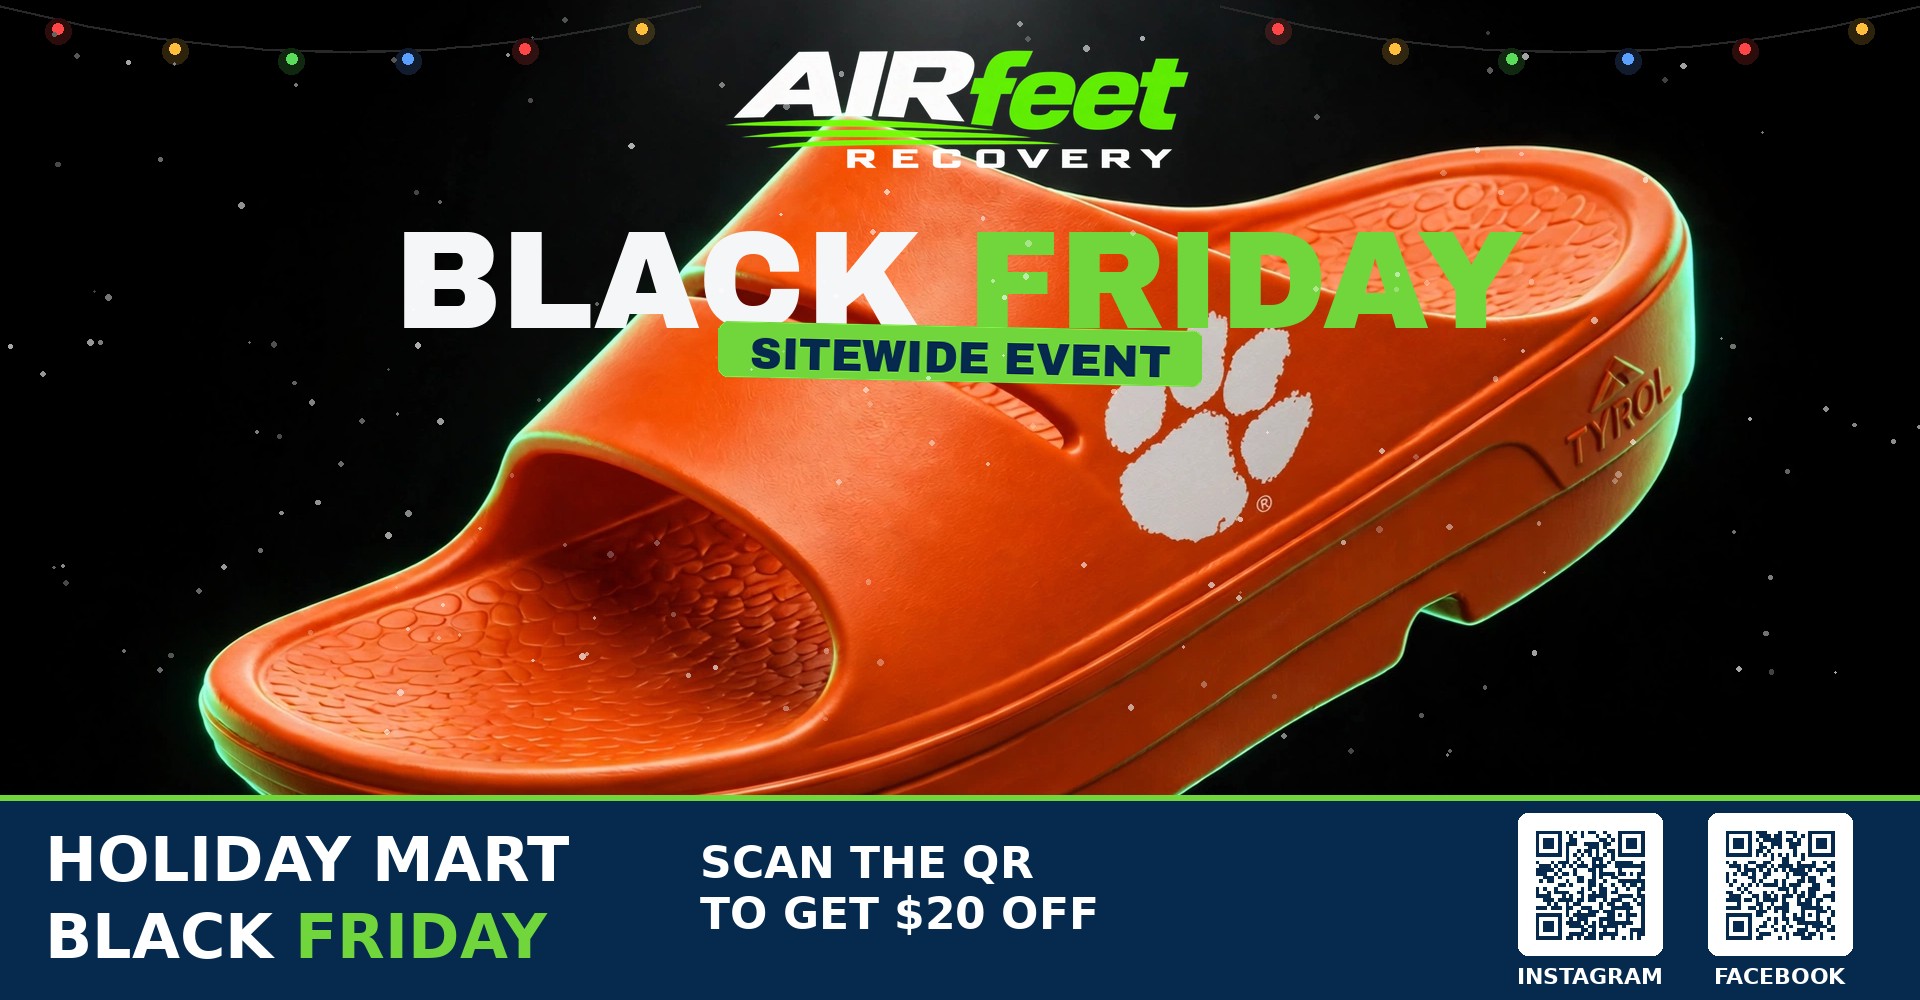 AIRfeet
RECOVERY
BLACK FRIDAY
SITEWIDE EVENT
TYROL
®
HOLIDAY MART
BLACK FRIDAY
SCAN THE QR
TO GET $20 OFF
INSTAGRAM
FACEBOOK